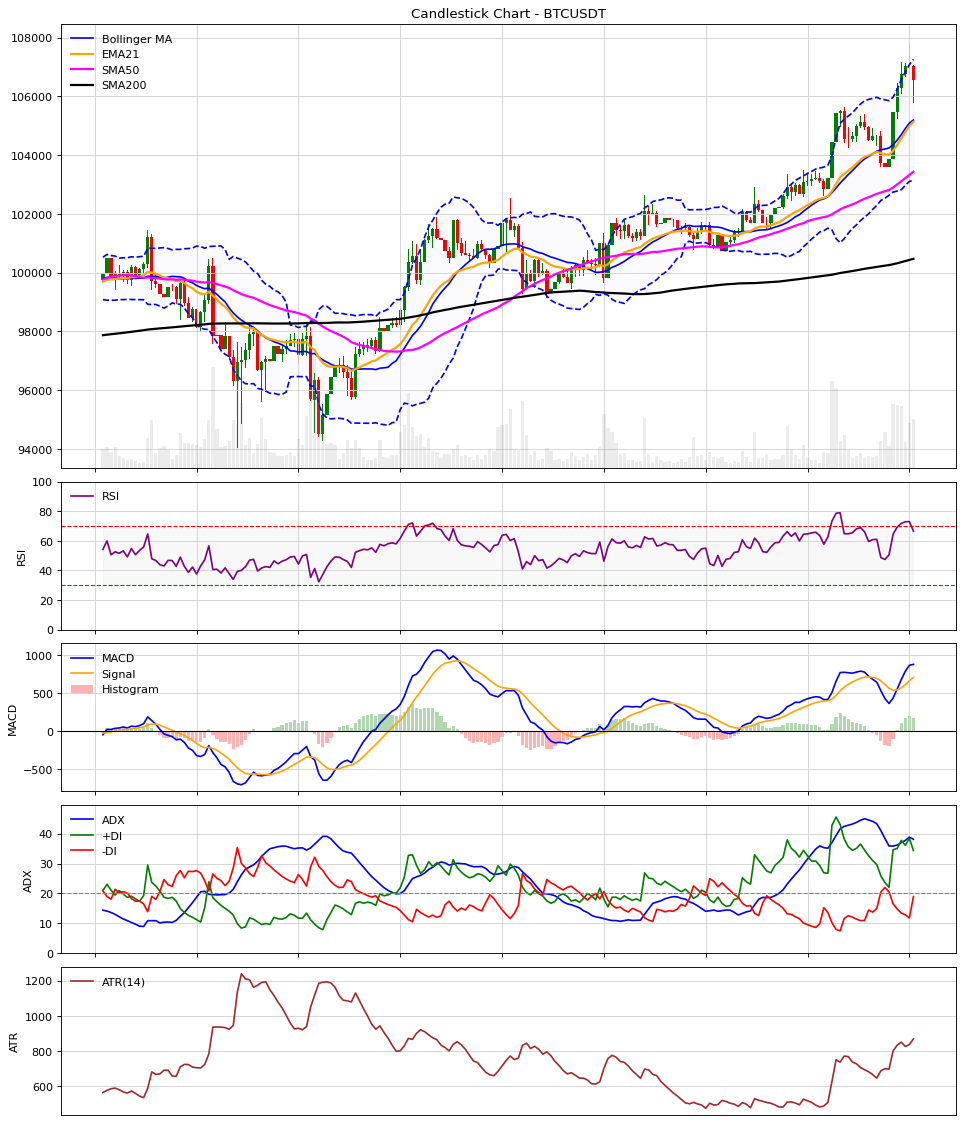 Candlestick Chart - BTCUSDT
108000
106000
104000
102000
100000
98000
96000
94000
Bollinger MA
EMA21
SMA50
SMA200
100
80
60
40
20
0
RSI
RSI
1000
500
0
−500
MACD
MACD
Signal
Histogram
40
30
20
10
0
ADX
ADX
+DI
-DI
1200
1000
800
600
ATR
ATR(14)